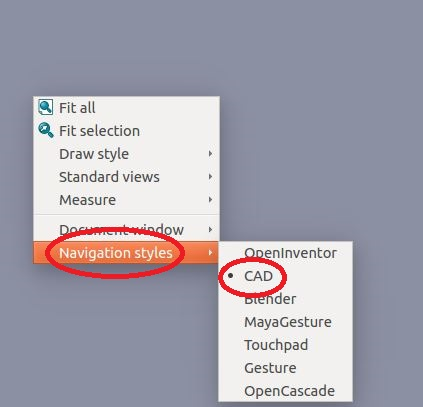 Fit all
Fit selection
Draw style
Standard views
Measure
Document window
Navigation styles
OpenInventor
CAD
Blender
MayaGesture
Touchpad
Gesture
OpenCascade